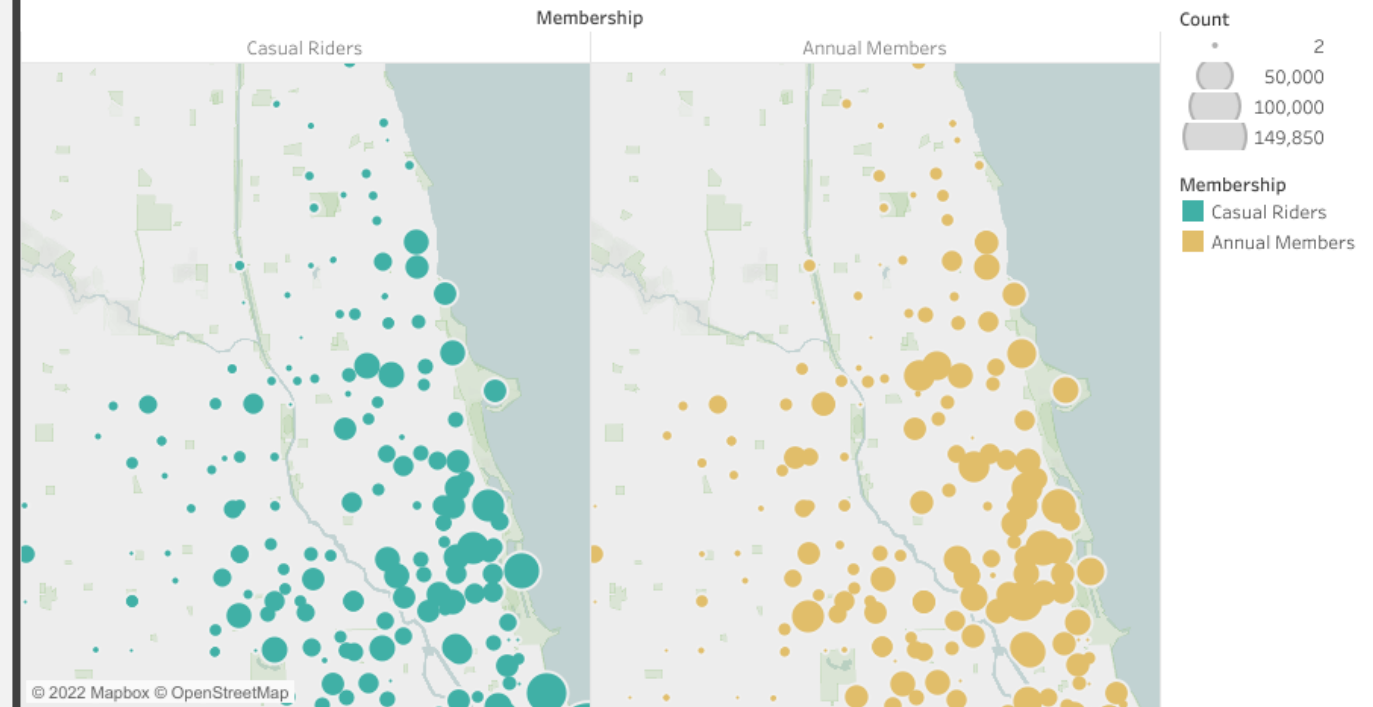 Membership
Casual Riders
Annual Members
Count
2
50,000
100,000
149,850
Membership
Casual Riders
Annual Members
© 2022 Mapbox © OpenStreetMap